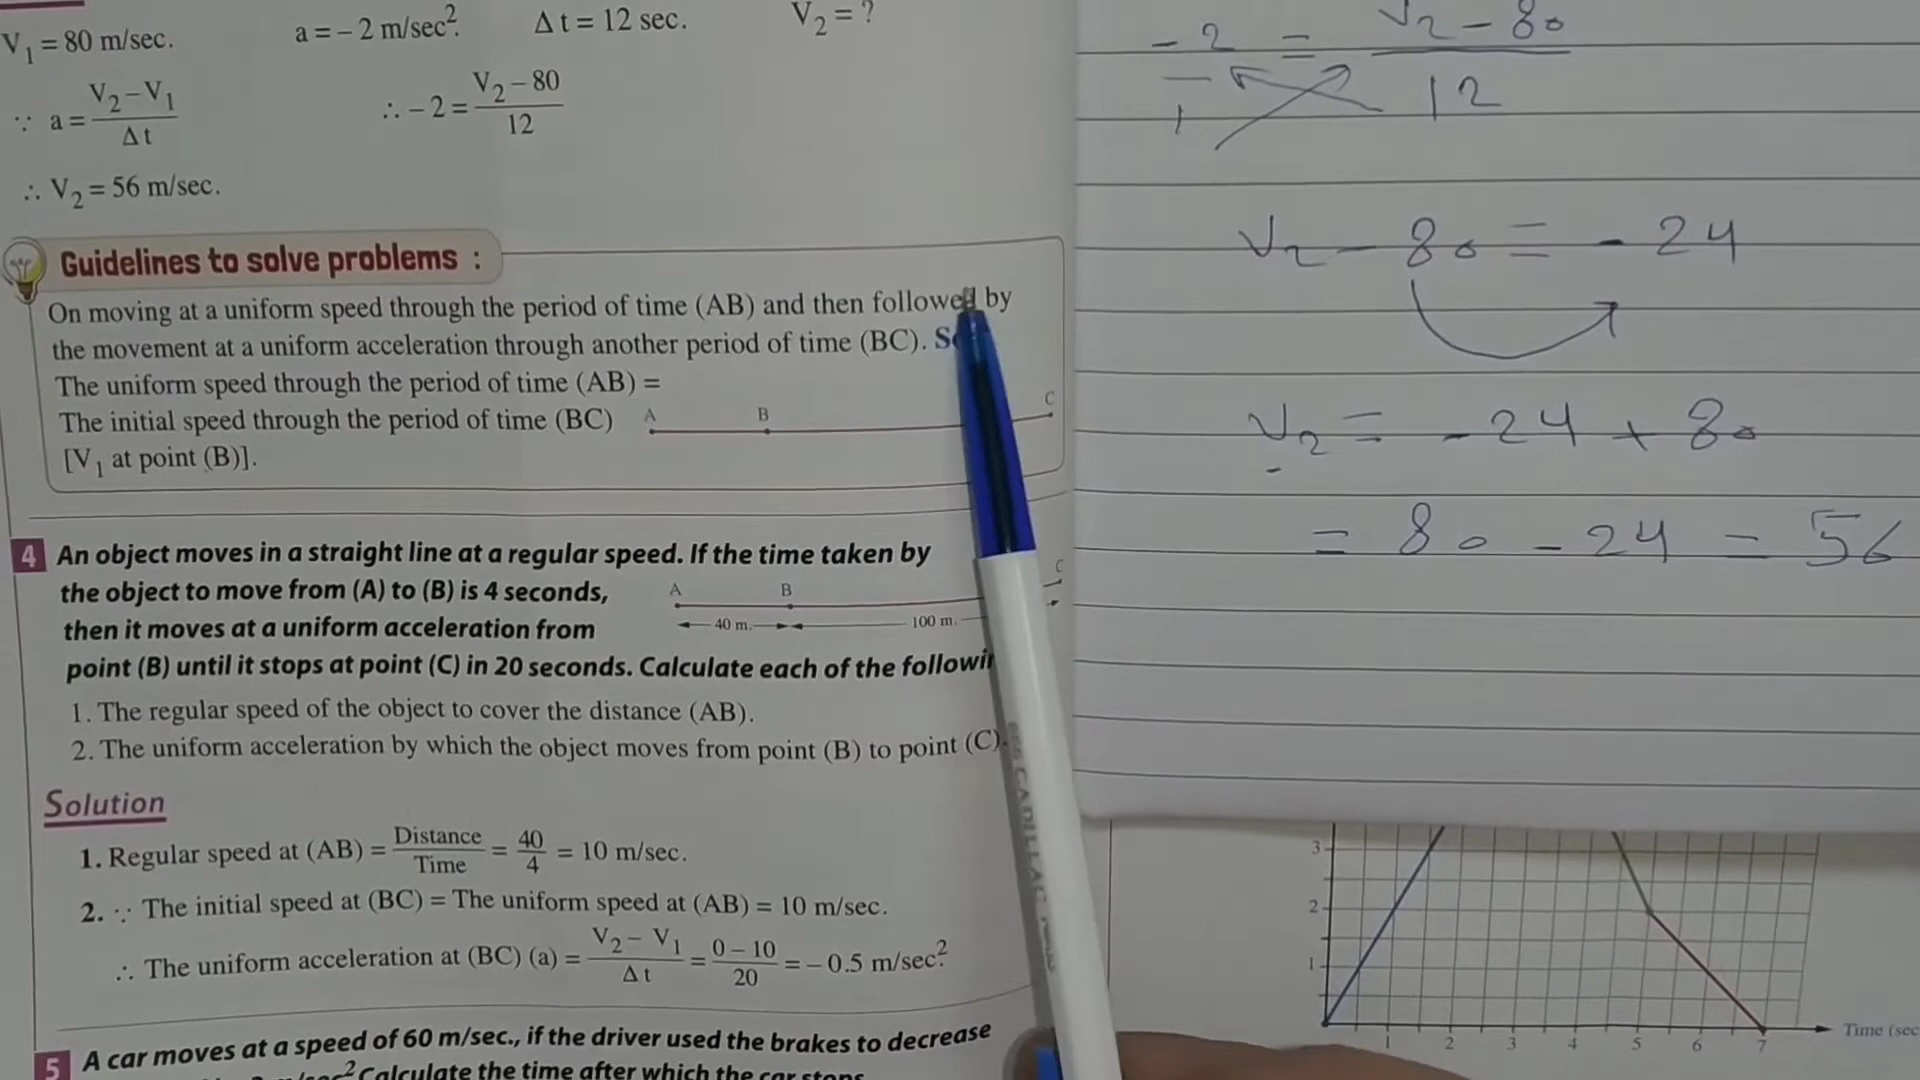 V₁ = 80 m/sec. a = – 2 m/sec². Δ t = 12 sec. V₂ = ?
∵ a = (V₂ – V₁) / Δ t ∴ – 2 = (V₂ – 80) / 12
∴ V₂ = 56 m/sec.
Guidelines to solve problems :
On moving at a uniform speed through the period of time (AB) and then followed by
the movement at a uniform acceleration through another period of time (BC).
The uniform speed through the period of time (AB) =
The initial speed through the period of time (BC)
[V₁ at point (B)].
A B C
4 An object moves in a straight line at a regular speed. If the time taken by
the object to move from (A) to (B) is 4 seconds,
then it moves at a uniform acceleration from
point (B) until it stops at point (C) in 20 seconds. Calculate each of the
A B C
40 m. 100 m.
1. The regular speed of the object to cover the distance (AB).
2. The uniform acceleration by which the object moves from point (B) to point (C)
Solution
1. Regular speed at (AB) = Distance / Time = 40 / 4 = 10 m/sec.
2. ∵ The initial speed at (BC) = The uniform speed at (AB) = 10 m/sec.
∴ The uniform acceleration at (BC) (a) = (V₂ – V₁) / Δ t = (0 – 10) / 20 = – 0.5 m/sec².
5 A car moves at a speed of 60 m/sec., if the driver used the brakes to decrease
Calculate the time after which the car stops
- 2 = (V₂ - 80) / 12
V₂ - 80 = - 24
V₂ = - 24 + 80
= 80 - 24 = 56
3
2
1
1 2 3 4 5 6 7
Time (sec